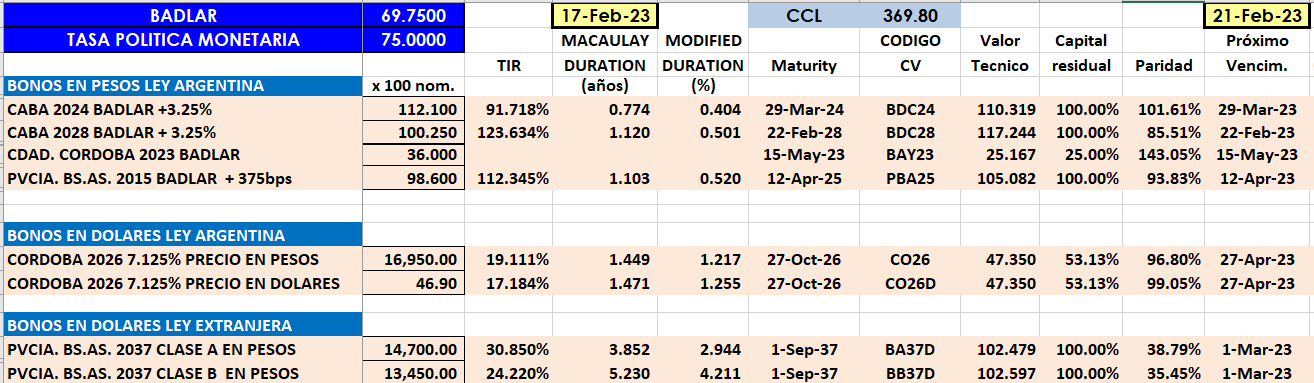 BADLAR 69.7500 17-Feb-23 CCL 369.80 21-Feb-23
TASA POLITICA MONETARIA 75.0000 MACAULAY MODIFIED CODIGO Valor Capital Próximo
TIR DURATION DURATION Maturity CV Tecnico residual Paridad Vencim.
BONOS EN PESOS LEY ARGENTINA x 100 nom. (años) (%)
CABA 2024 BADLAR +3.25% 112.100 91.718% 0.774 0.404 29-Mar-24 BDC24 110.319 100.00% 101.61% 29-Mar-23
CABA 2028 BADLAR + 3.25% 100.250 123.634% 1.120 0.501 22-Feb-28 BDC28 117.244 100.00% 85.51% 22-Feb-23
CDAD. CORDOBA 2023 BADLAR 36.000 15-May-23 BAY23 25.167 25.00% 143.05% 15-May-23
PVCIA. BS.AS. 2015 BADLAR + 375bps 98.600 112.345% 1.103 0.520 12-Apr-25 PBA25 105.082 100.00% 93.83% 12-Apr-23
BONOS EN DOLARES LEY ARGENTINA
CORDOBA 2026 7.125% PRECIO EN PESOS 16,950.00 19.111% 1.449 1.217 27-Oct-26 CO26 47.350 53.13% 96.80% 27-Apr-23
CORDOBA 2026 7.125% PRECIO EN DOLARES 46.90 17.184% 1.471 1.255 27-Oct-26 CO26D 47.350 53.13% 99.05% 27-Apr-23
BONOS EN DOLARES LEY EXTRANJERA
PVCIA. BS.AS. 2037 CLASE A EN PESOS 14,700.00 30.850% 3.852 2.944 1-Sep-37 BA37D 102.479 100.00% 38.79% 1-Mar-23
PVCIA. BS.AS. 2037 CLASE B EN PESOS 13,450.00 24.220% 5.230 4.211 1-Sep-37 BB37D 102.597 100.00% 35.45% 1-Mar-23